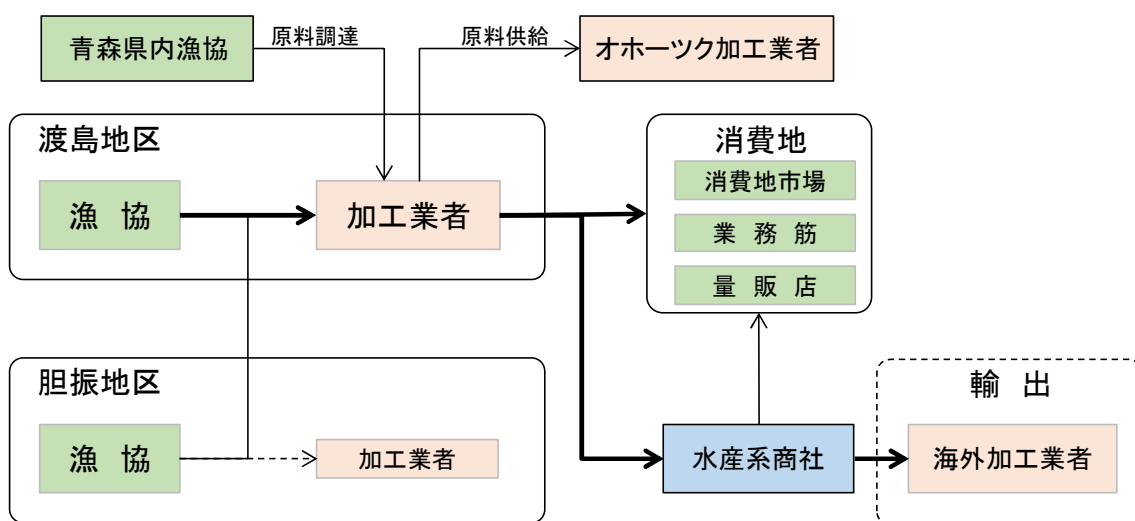 青森県内漁協
原料調達
原料供給
オホーツク加工業者
渡島地区
漁 協
加工業者
消費地
消費地市場
業 務 筋
量 販 店
胆振地区
漁 協
加工業者
水産系商社
輸 出
海外加工業者